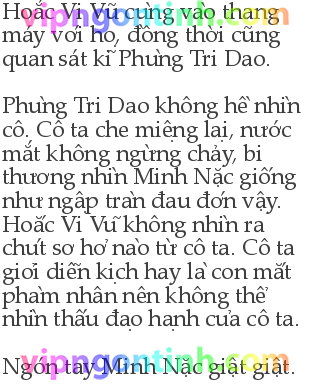 Hoắc Vi Vũ cùng vào thang
máy với họ, đồng thời cũng
quan sát kĩ Phùng Tri Dao.
Phùng Tri Dao không hề nhìn
cô. Cô ta che miệng lại, nước
mắt không ngừng chảy, bi
thương nhìn Minh Nặc giống
như ngập tràn đau đớn vậy.
Hoắc Vi Vũ không nhìn ra
chút sơ hở nào từ cô ta. Cô ta
giỏi diễn kịch hay là con mắt
phàm nhân nên không thể
nhìn thấu đạo hạnh của cô ta.
Ngón tay Minh Nặc giật giật.
vipngontinh.com
vipngontinh.com